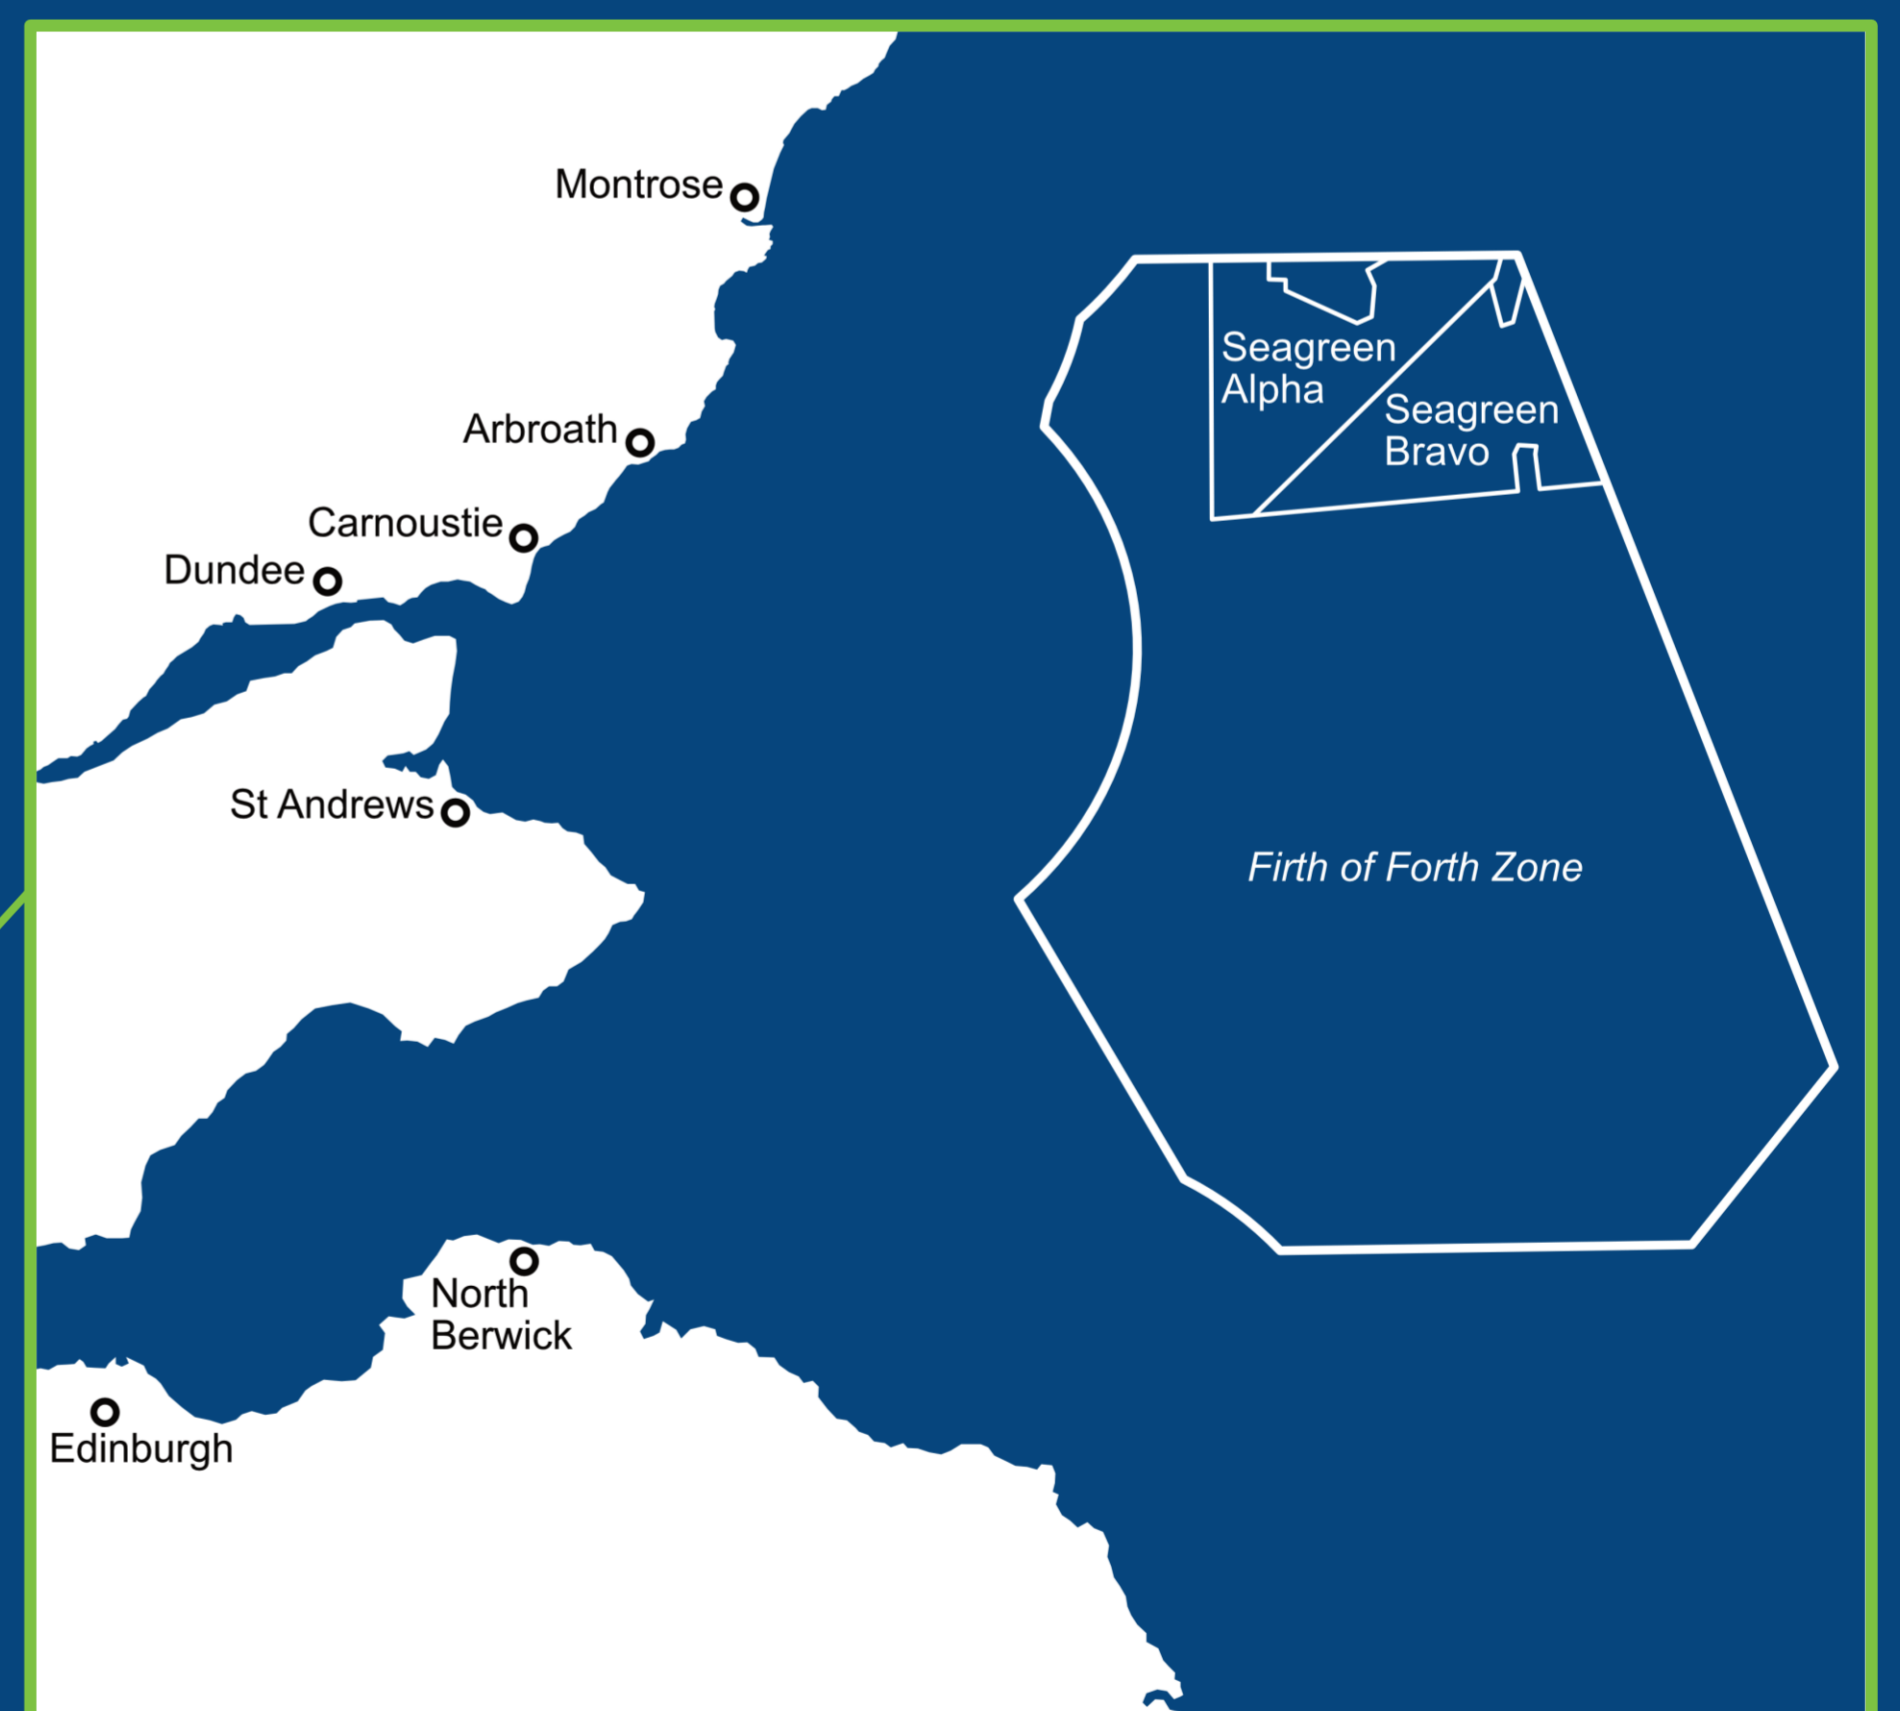 Montrose
Seagreen
Alpha
Seagreen
Bravo
Arbroath
Carnoustie
Dundee
St Andrews
Firth of Forth Zone
North
Berwick
Edinburgh